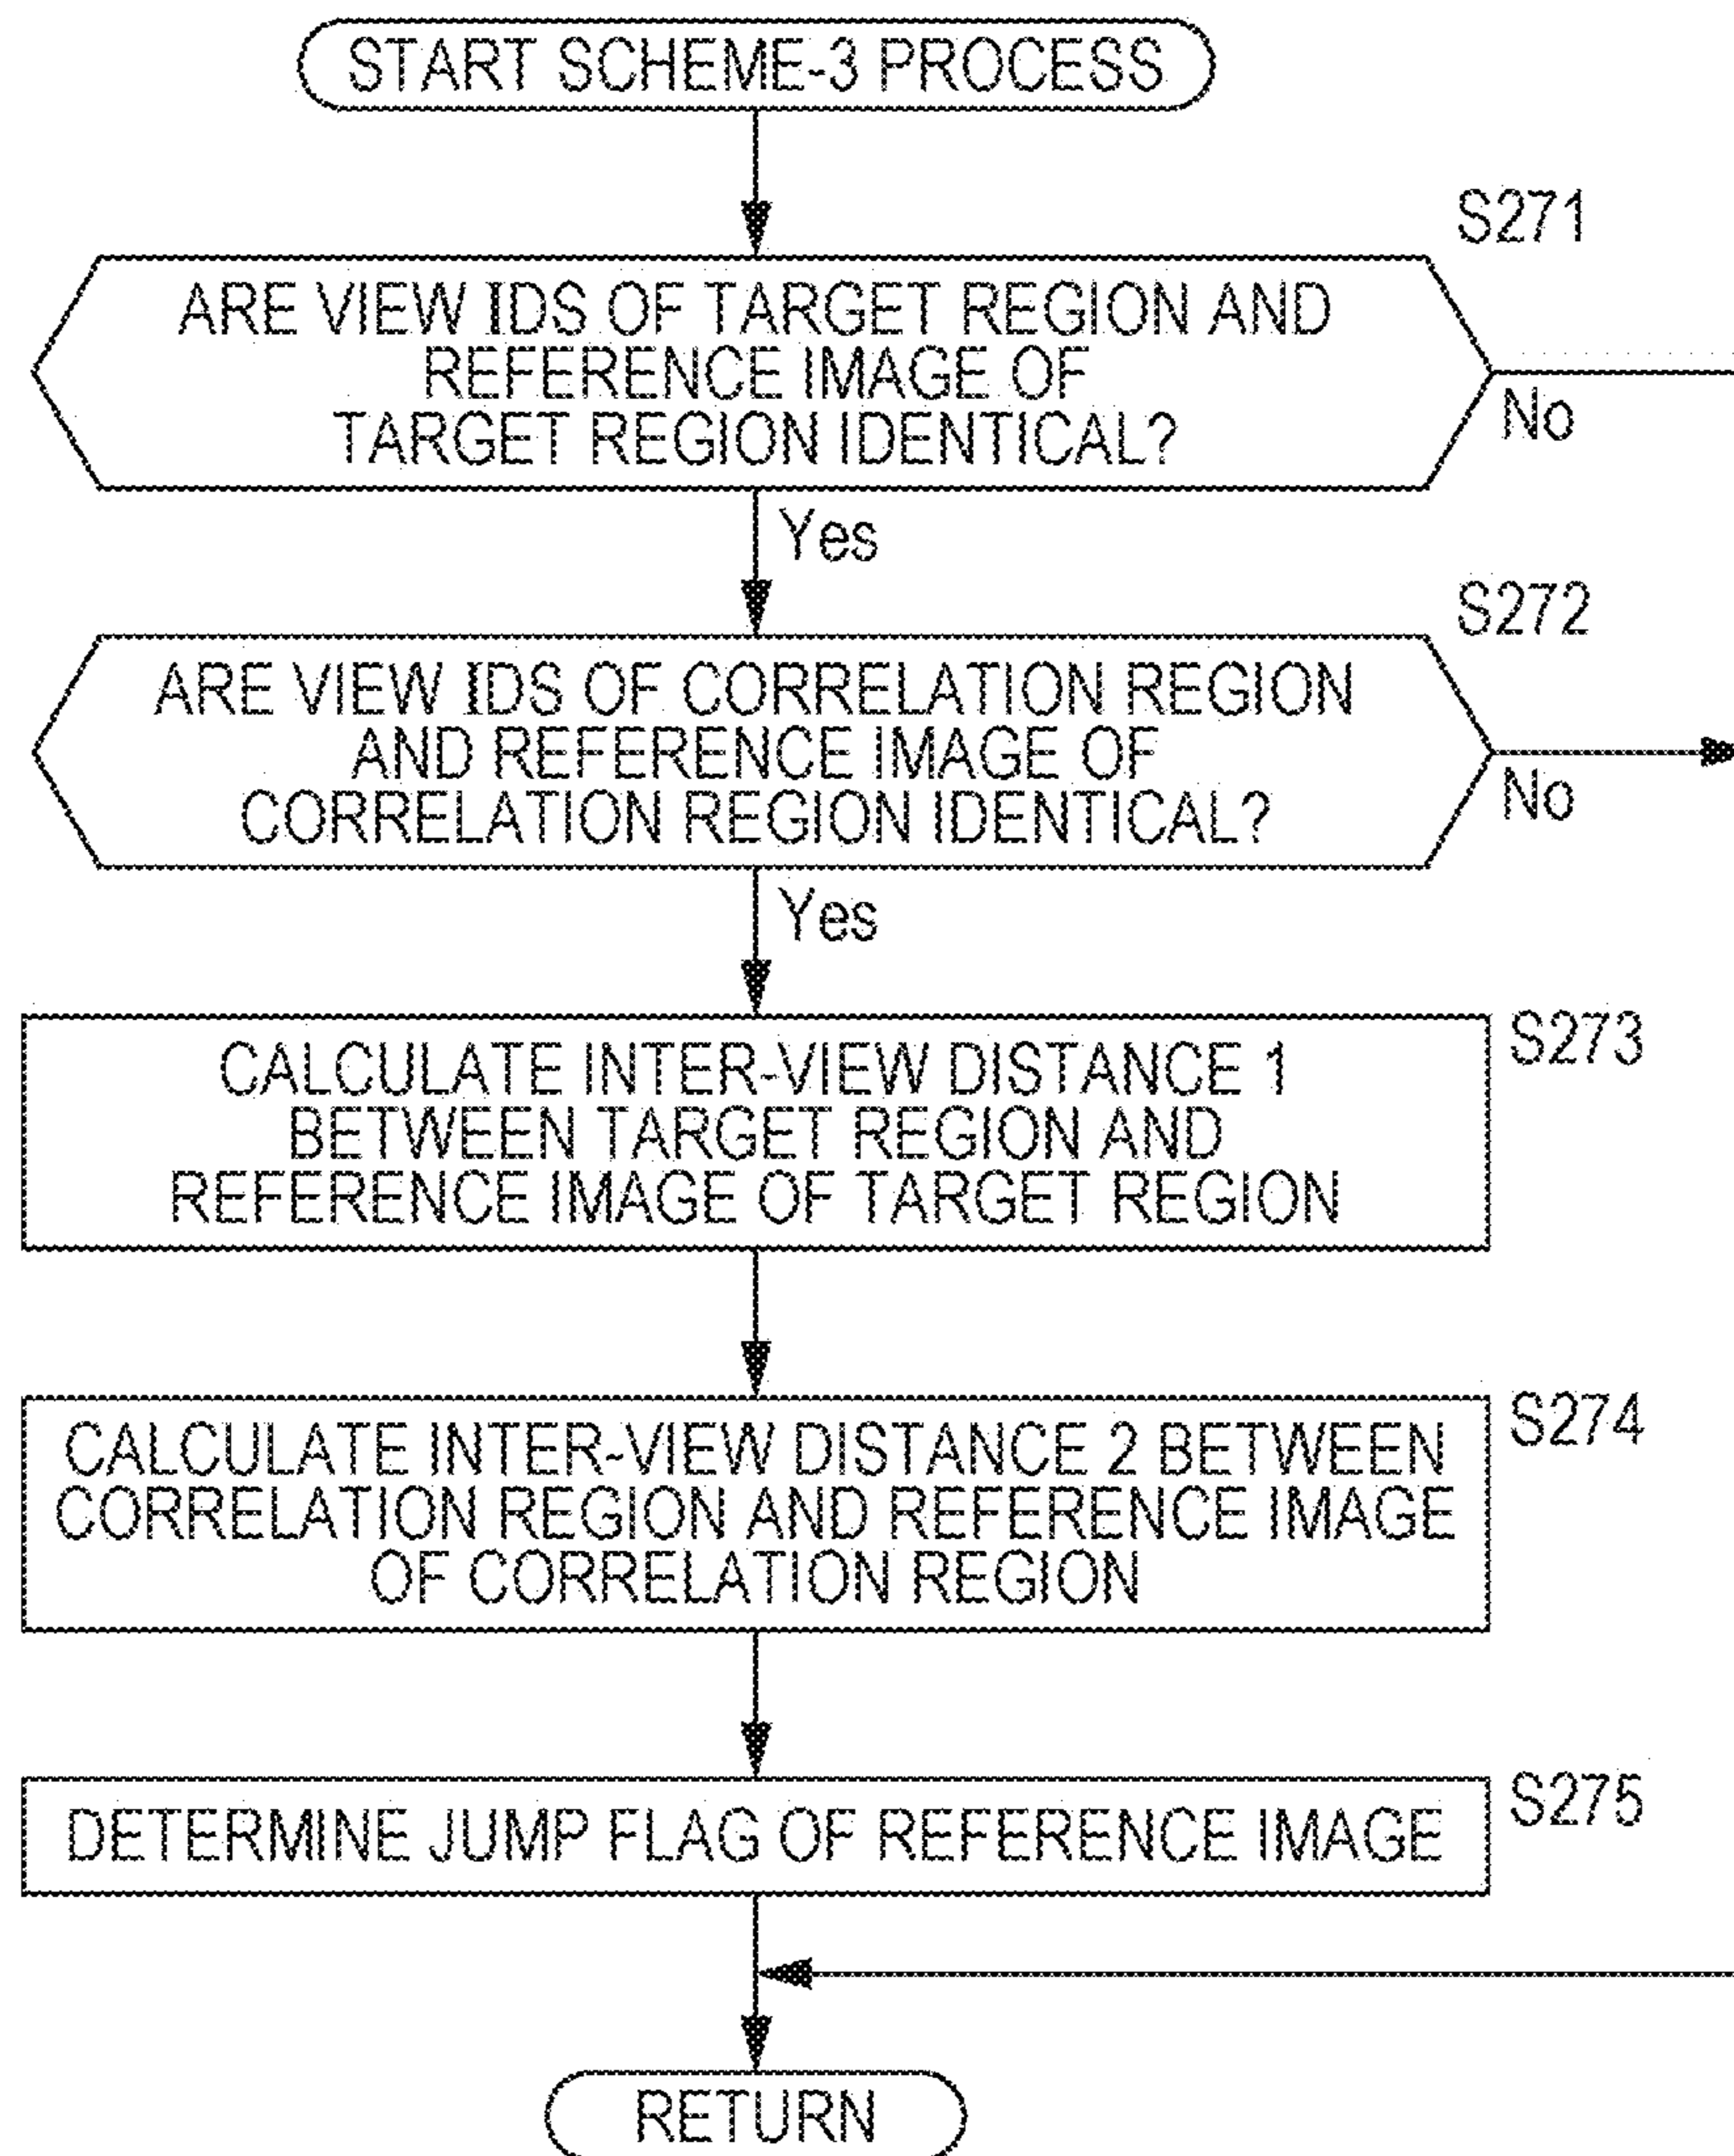 START SCHEME-3 PROCESS
S271
ARE VIEW IDS OF TARGET REGION AND
REFERENCE IMAGE OF
TARGET REGION IDENTICAL?
No
Yes
S272
ARE VIEW IDS OF CORRELATION REGION
AND REFERENCE IMAGE OF
CORRELATION REGION IDENTICAL?
No
Yes
S273
CALCULATE INTER-VIEW DISTANCE 1
BETWEEN TARGET REGION AND
REFERENCE IMAGE OF TARGET REGION
S274
CALCULATE INTER-VIEW DISTANCE 2 BETWEEN
CORRELATION REGION AND REFERENCE IMAGE
OF CORRELATION REGION
S275
DETERMINE JUMP FLAG OF REFERENCE IMAGE
RETURN